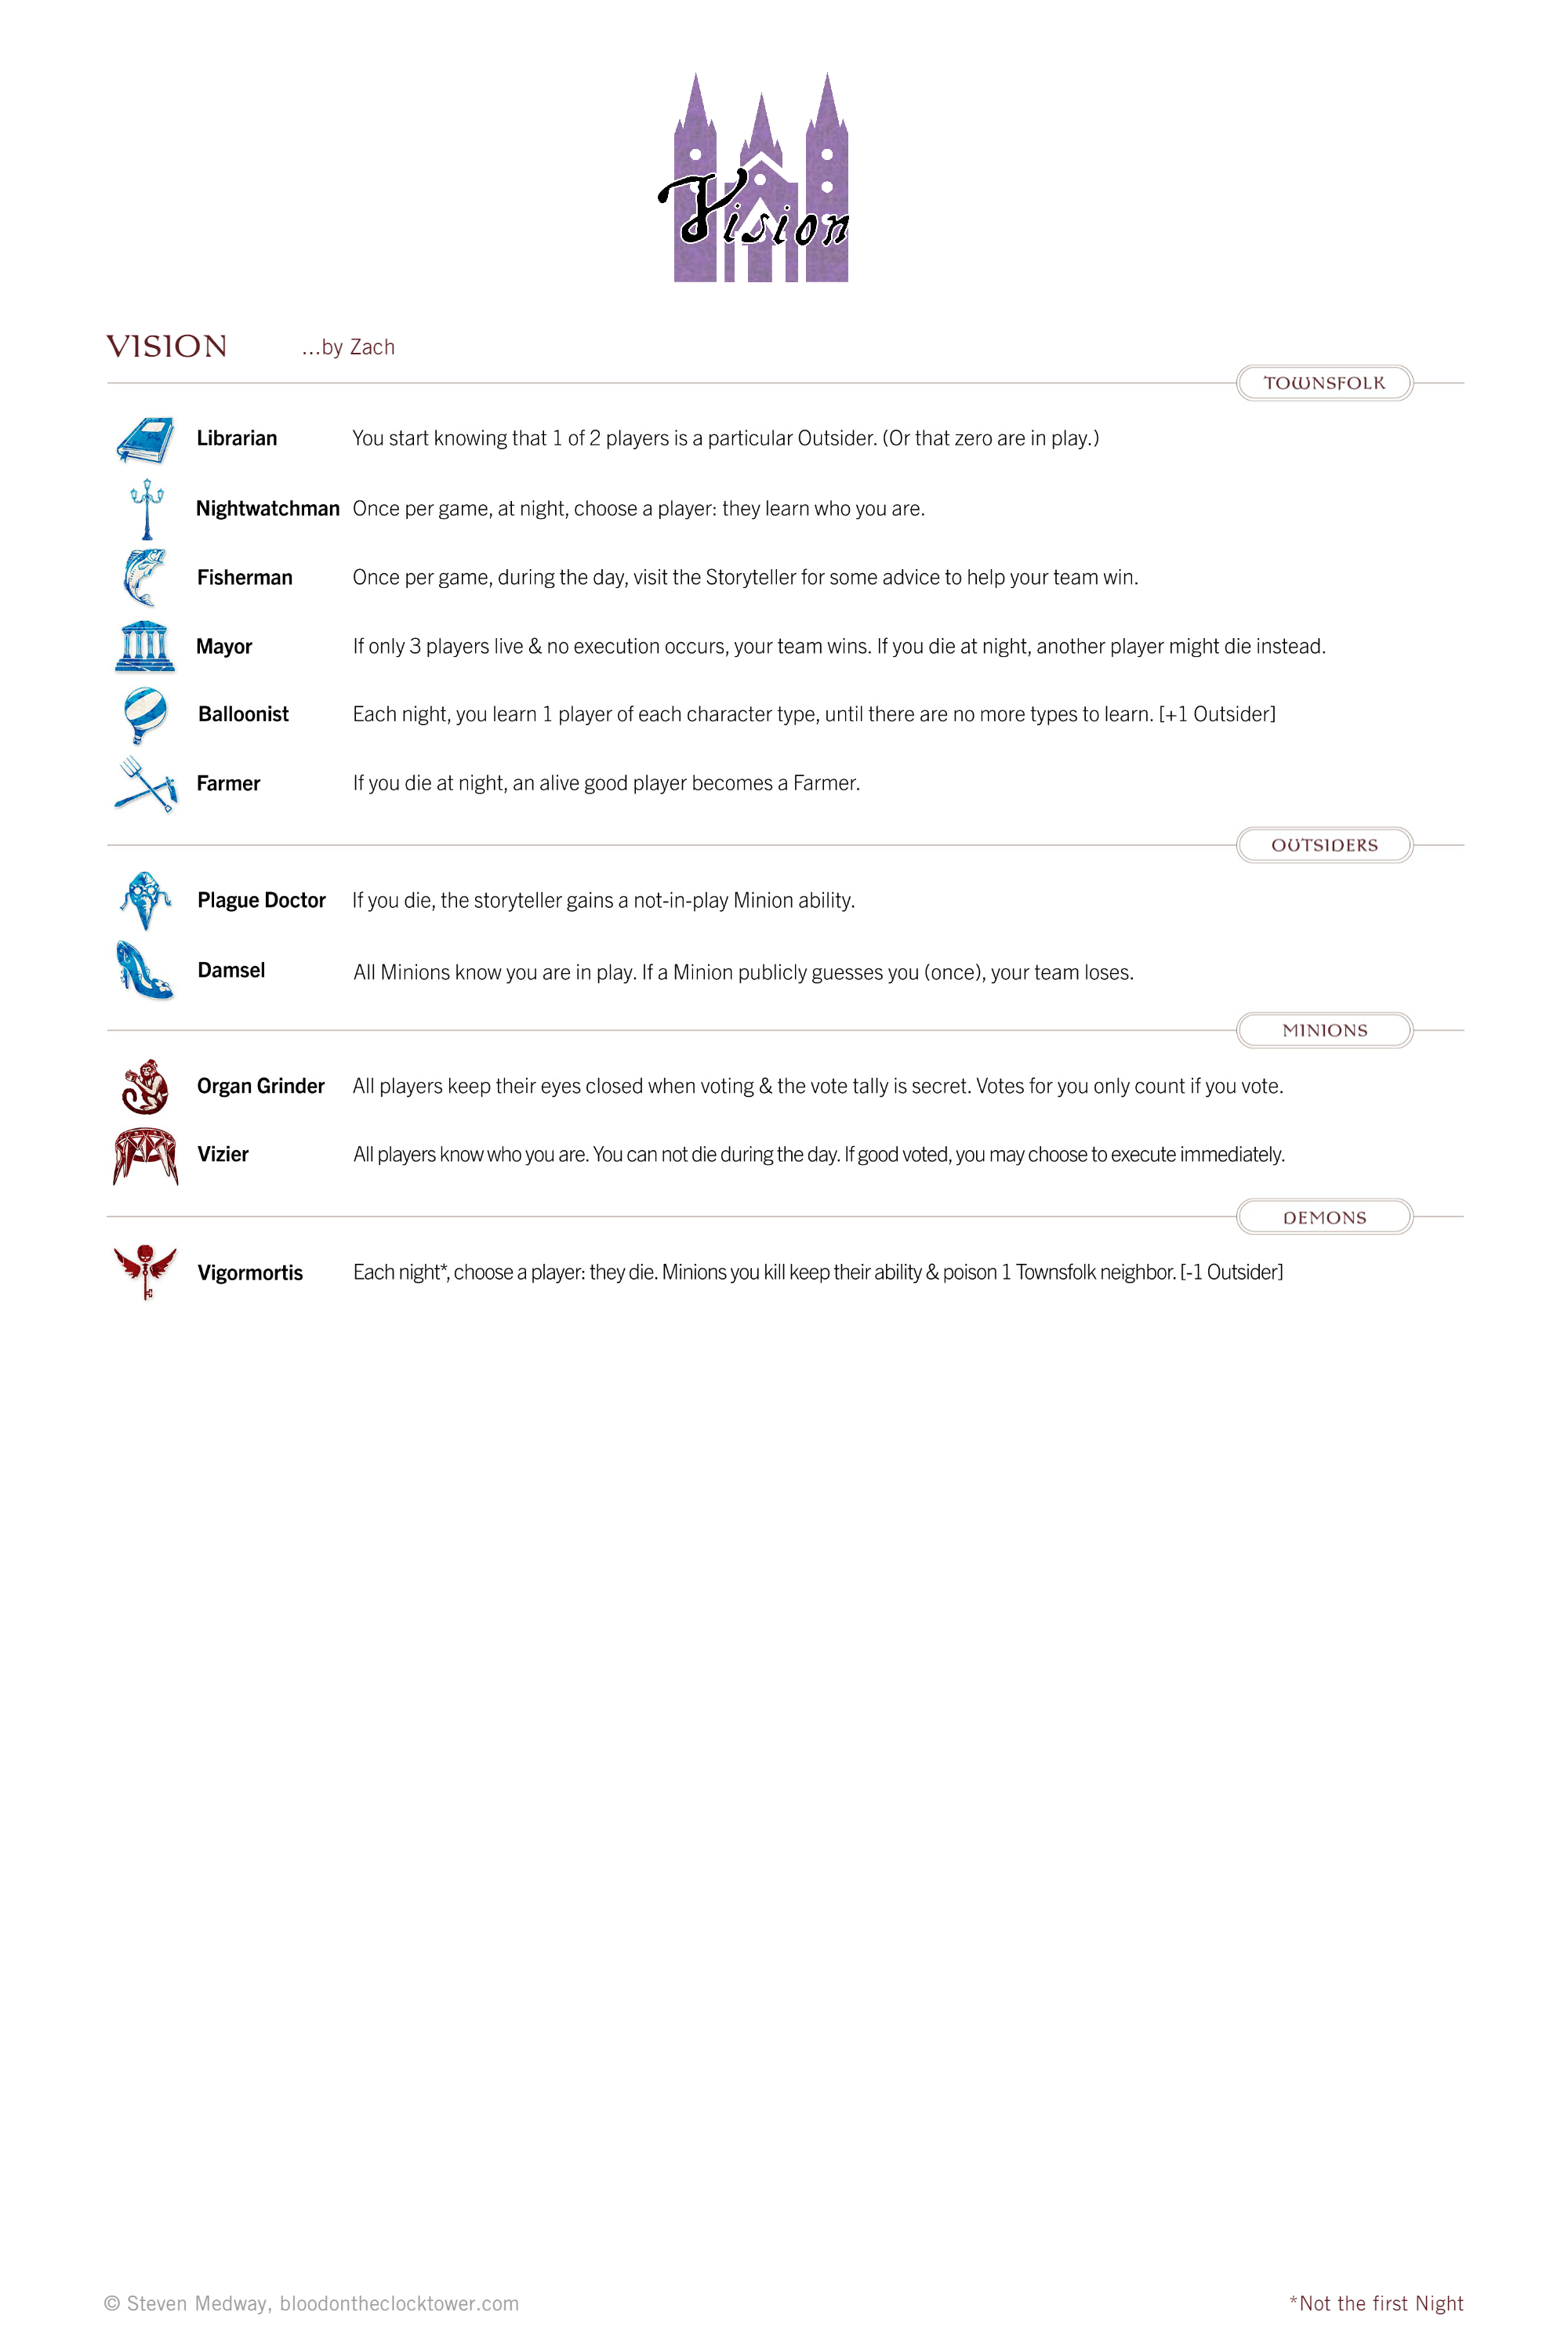 Vision
VISION ...by Zach
TOWNSFOLK
Librarian You start knowing that 1 of 2 players is a particular Outsider. (Or that zero are in play.)
Nightwatchman Once per game, at night, choose a player: they learn who you are.
Fisherman Once per game, during the day, visit the Storyteller for some advice to help your team win.
Mayor If only 3 players live & no execution occurs, your team wins. If you die at night, another player might die instead.
Balloonist Each night, you learn 1 player of each character type, until there are no more types to learn. [+1 Outsider]
Farmer If you die at night, an alive good player becomes a Farmer.
OUTSIDERS
Plague Doctor If you die, the storyteller gains a not-in-play Minion ability.
Damsel All Minions know you are in play. If a Minion publicly guesses you (once), your team loses.
MINIONS
Organ Grinder All players keep their eyes closed when voting & the vote tally is secret. Votes for you only count if you vote.
Vizier All players know who you are. You can not die during the day. If good voted, you may choose to execute immediately.
DEMONS
Vigormortis Each night*, choose a player: they die. Minions you kill keep their ability & poison 1 Townsfolk neighbor. [-1 Outsider]
© Steven Medway, bloodontheclocktower.com
*Not the first Night